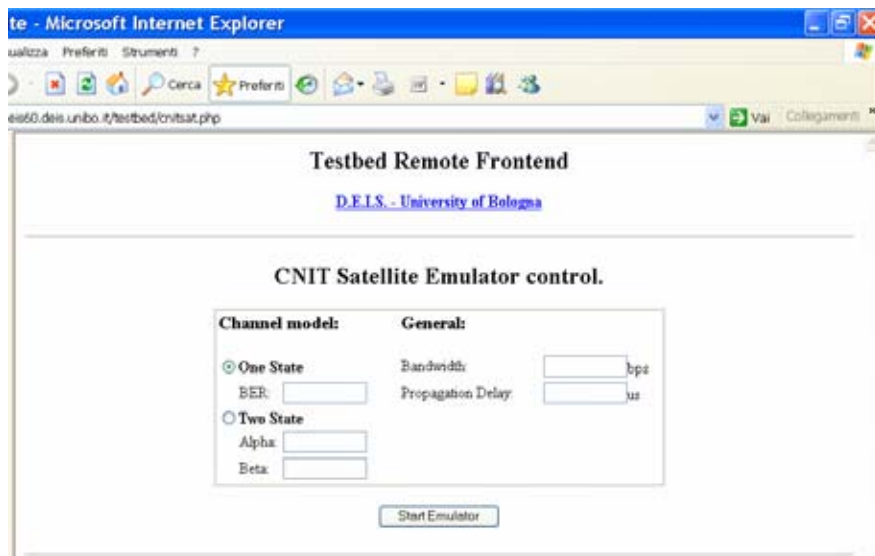 te - Microsoft Internet Explorer
ualizza Preferiti Strumenti ?
Cerca Preferiti
eis60.deis.unibo.it/testbed/cnitsat.php Vai Collegamenti »
Testbed Remote Frontend
D.E.I.S. - University of Bologna
CNIT Satellite Emulator control.
Channel model: General:
One State Bandwidth: bps
BER: Propagation Delay: us
Two State
Alpha:
Beta:
Start Emulator